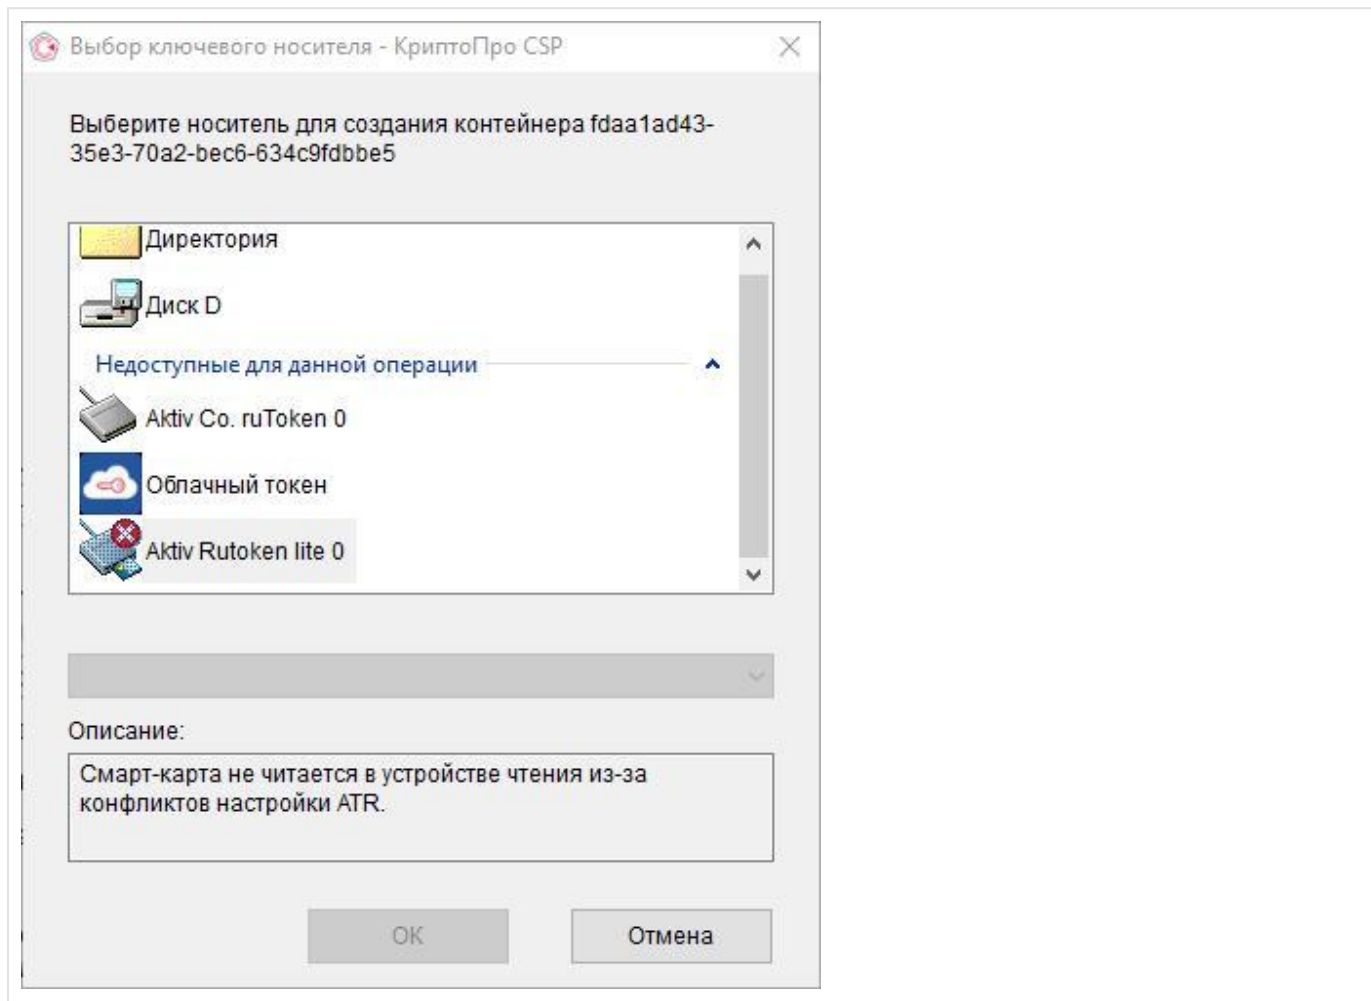 Выбор ключевого носителя - КриптоПро CSP
Выберите носитель для создания контейнера fdaa1ad43-
35e3-70a2-bec6-634c9fdbbe5
Директория
Диск D
Недоступные для данной операции
Aktiv Co. ruToken 0
Облачный токен
Aktiv Rutoken lite 0
Описание:
Смарт-карта не читается в устройстве чтения из-за
конфликтов настройки ATR.
OK
Отмена